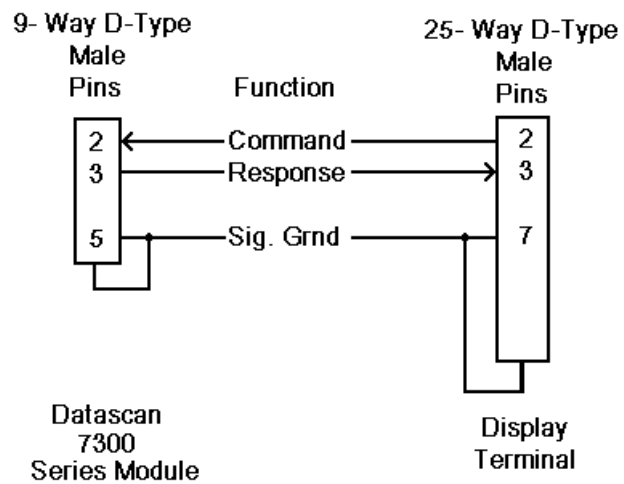 9- Way D-Type
Male
Pins
Function
25- Way D-Type
Male
Pins
2
Command
2
3
Response
3
5
Sig. Grnd
7
Datascan
7300
Series Module
Display
Terminal